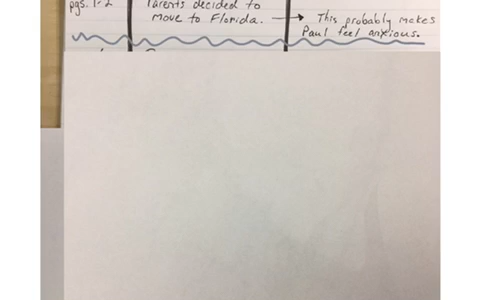 pgs. 1-2
Parents decided to
move to Florida. → This probably makes
Paul feel anxious.